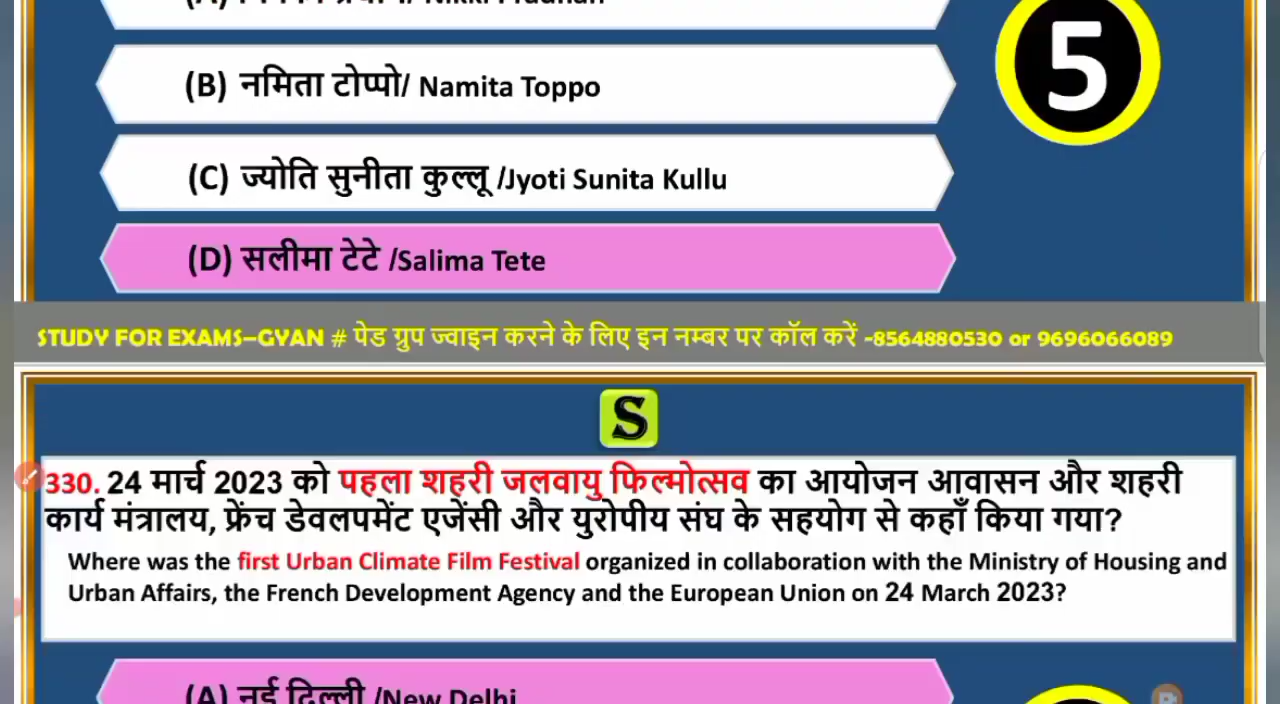 (B) नमिता टोप्पो/ Namita Toppo
5
(C) ज्योति सुनीता कुल्लू /Jyoti Sunita Kullu
(D) सलीमा टेटे /Salima Tete
STUDY FOR EXAMS–GYAN # पेड ग्रुप ज्वाइन करने के लिए इन नम्बर पर कॉल करें -8564880530 or 9696066089
S
330. 24 मार्च 2023 को पहला शहरी जलवायु फिल्मोत्सव का आयोजन आवासन और शहरी
कार्य मंत्रालय, फ्रेंच डेवलपमेंट एजेंसी और युरोपीय संघ के सहयोग से कहाँ किया गया?
Where was the first Urban Climate Film Festival organized in collaboration with the Ministry of Housing and
Urban Affairs, the French Development Agency and the European Union on 24 March 2023?
(A) नई दिल्ली /New Delhi